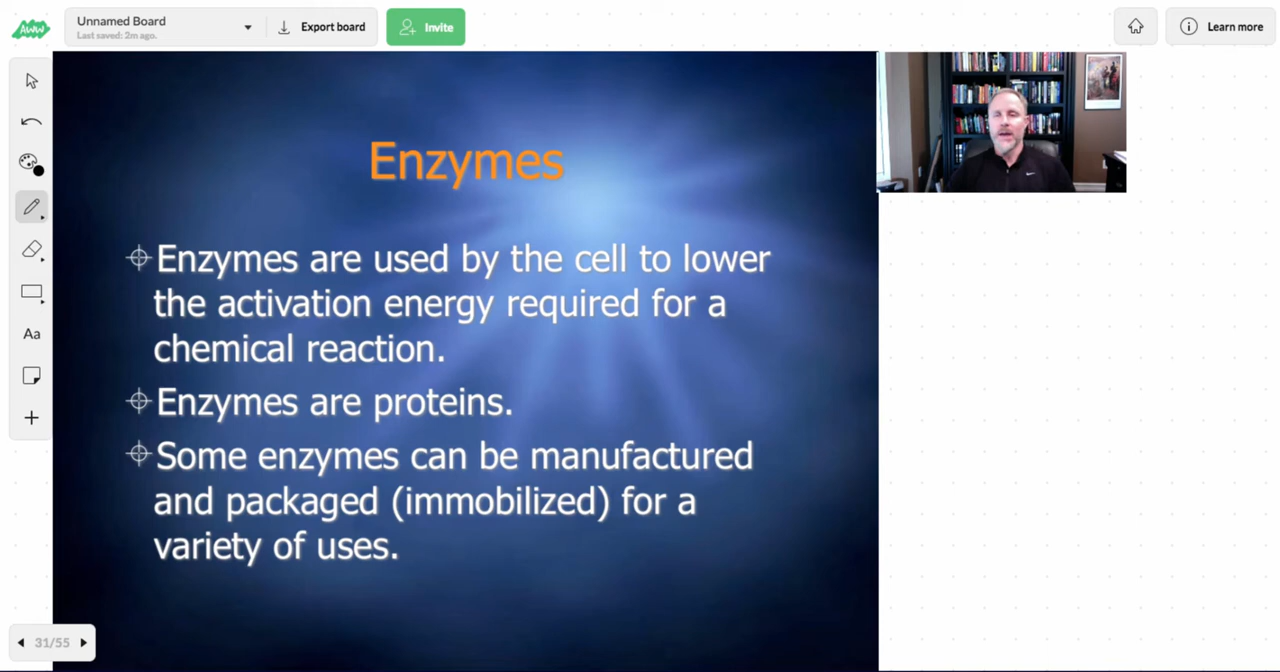 Unnamed Board
Last saved: 2m ago.
Export board
Invite
Learn more
AWW
Enzymes
Enzymes are used by the cell to lower
the activation energy required for a
chemical reaction.
Enzymes are proteins.
Some enzymes can be manufactured
and packaged (immobilized) for a
variety of uses.
Aa
31/55